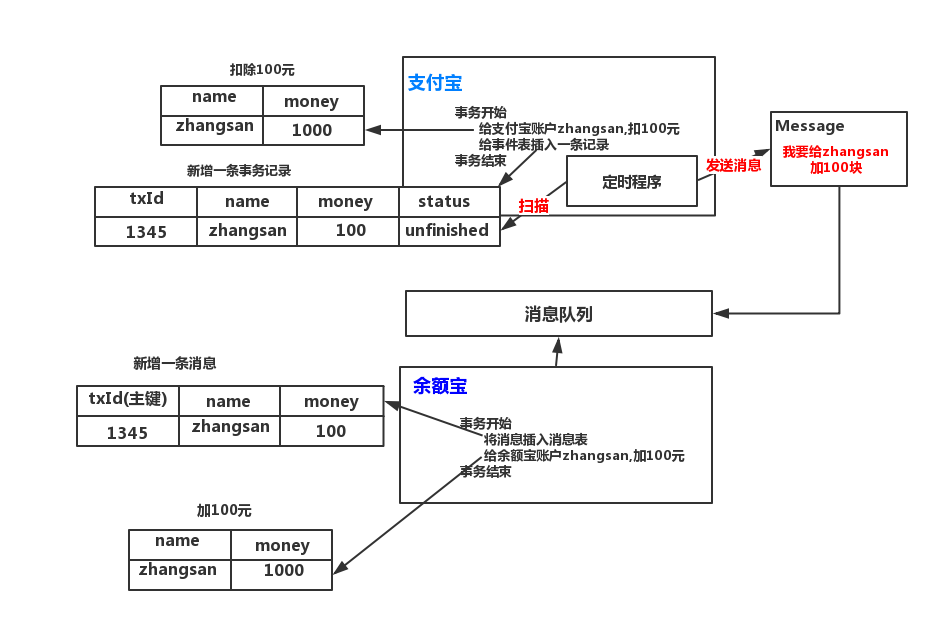 扣除100元
name money
zhangsan 1000
支付宝
事务开始
给支付宝账户zhangsan,扣100元
给事件表插入一条记录
事务结束
新增一条事务记录
txId name money status
1345 zhangsan 100 unfinished
定时程序
扫描
发送消息
Message
我要给zhangsan
加100块
消息队列
新增一条消息
txId(主键) name money
1345 zhangsan 100
余额宝
事务开始
将消息插入消息表
给余额宝账户zhangsan,加100元
事务结束
加100元
name money
zhangsan 1000